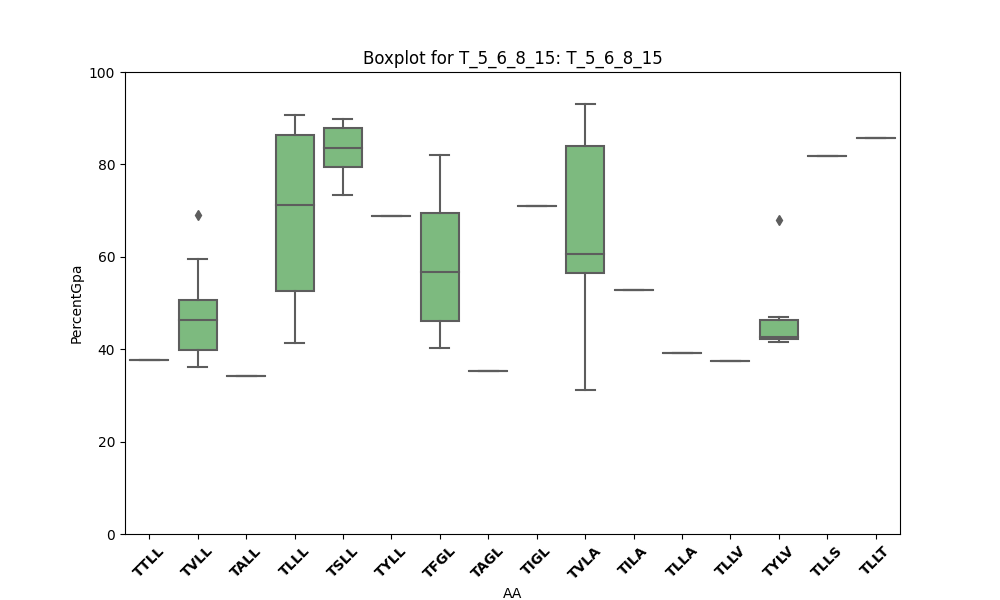 Boxplot for T_5_6_8_15: T_5_6_8_15
100
80
60
40
20
0
PercentGpa
TTLL TVLL TALL TLLL TSLL TYLL TFGL TAGL TIGL TVLA TILA TLLA TLLV TYLV TLLS TLLT
AA